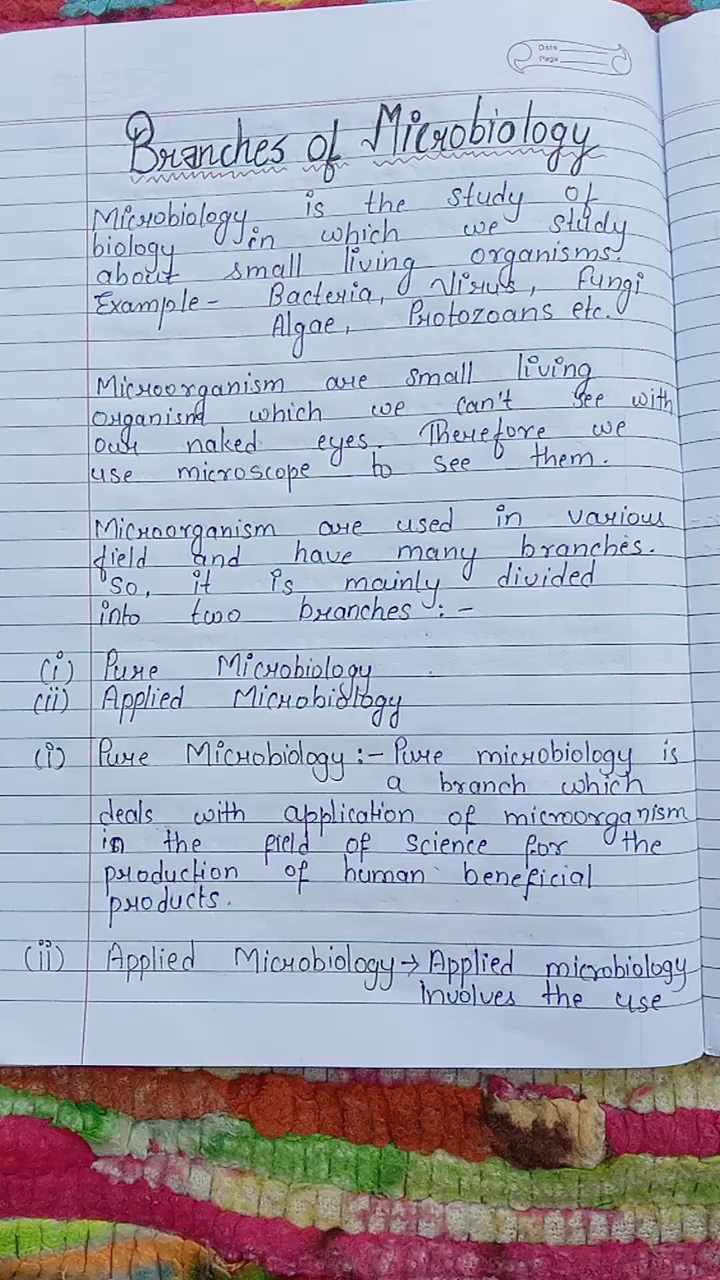 Date
Page
Branches of Microbiology
Microbiology is the study of
biology in which we study
about small living organisms.
Example - Bacteria, Virus, Fungi
Algae, Protozoans etc.
Microorganism are small living
organism which we can't see with
our naked eyes. Therefore we
use microscope to see them.
Microorganism are used in various
field and have many branches.
So, it is mainly divided
into two branches :-
(i) Pure Microbiology
(ii) Applied Microbiology
(i) Pure Microbiology :- Pure microbiology is
a branch which
deals with application of microorganism
in the field of science for the
production of human beneficial
products.
(ii) Applied Microbiology → Applied microbiology
involves the use